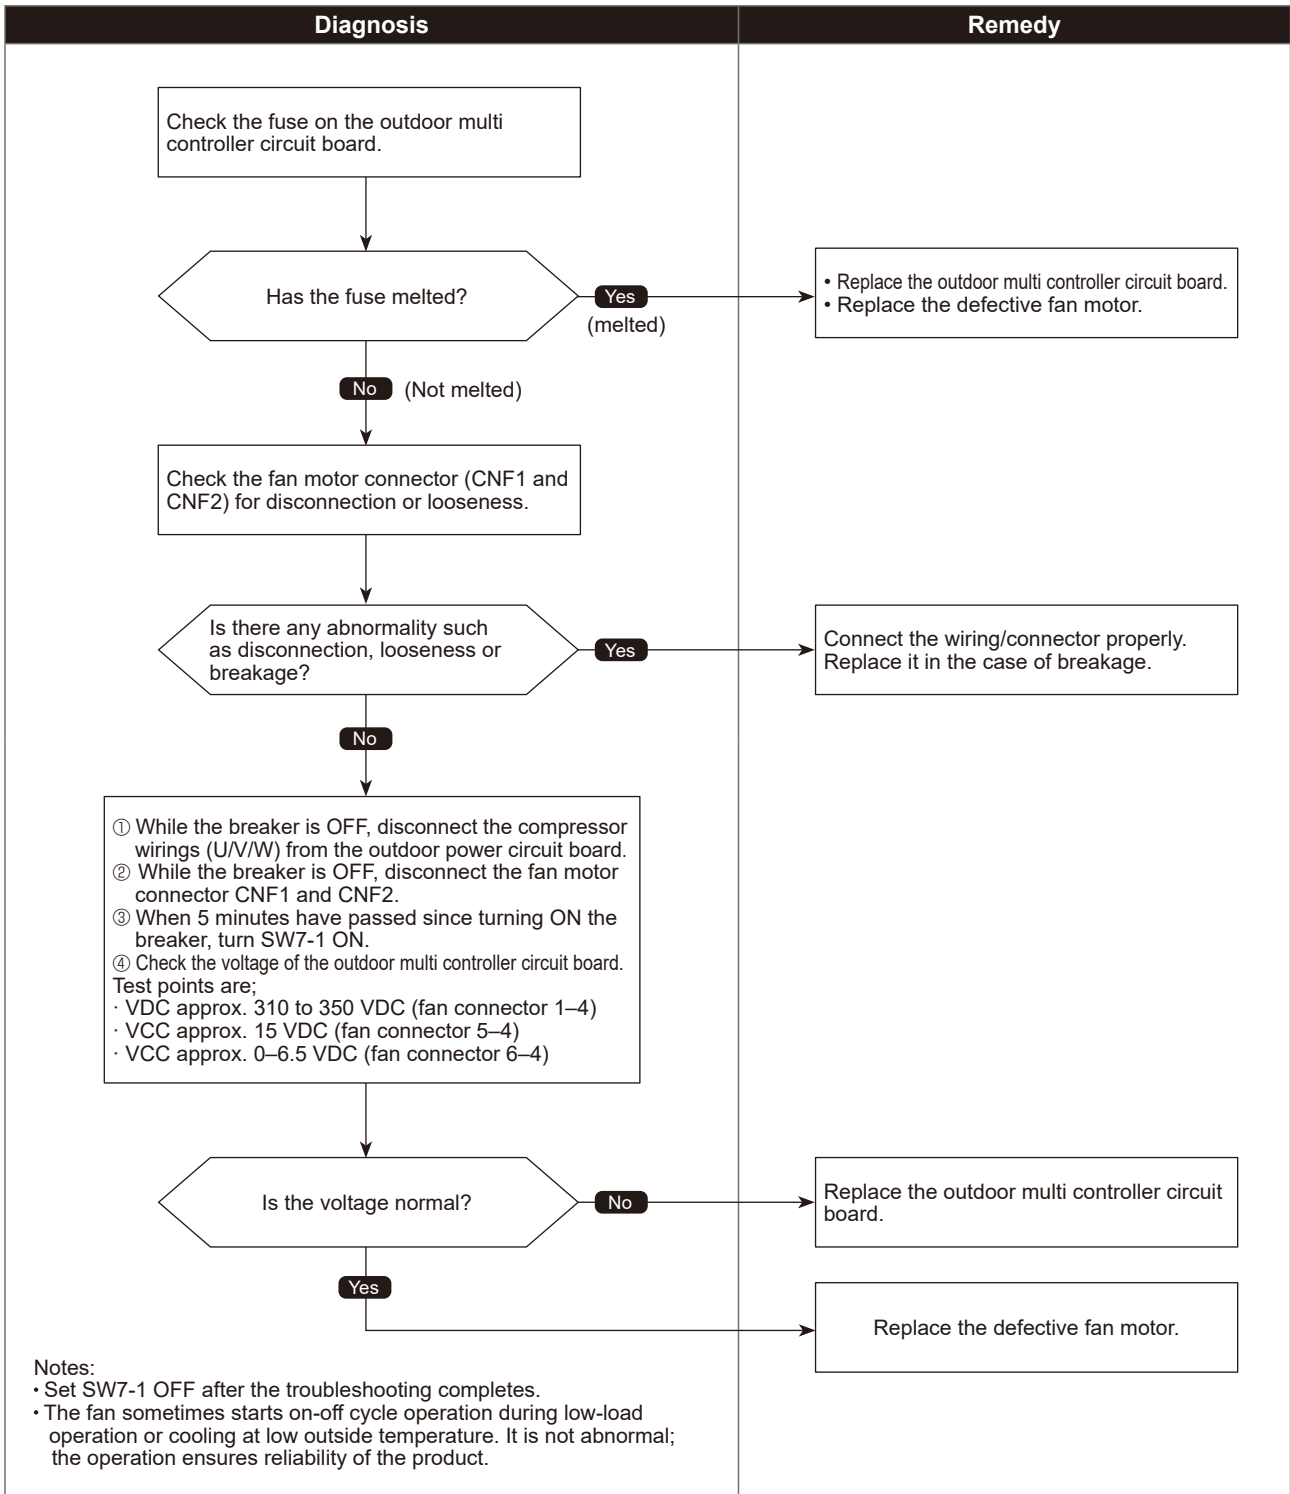 Diagnosis
Remedy
Check the fuse on the outdoor multi
controller circuit board.
Has the fuse melted?
Yes
(melted)
• Replace the outdoor multi controller circuit board.
• Replace the defective fan motor.
No (Not melted)
Check the fan motor connector (CNF1 and
CNF2) for disconnection or looseness.
Is there any abnormality such
as disconnection, looseness or
breakage?
Yes
Connect the wiring/connector properly.
Replace it in the case of breakage.
No
① While the breaker is OFF, disconnect the compressor
wirings (U/V/W) from the outdoor power circuit board.
② While the breaker is OFF, disconnect the fan motor
connector CNF1 and CNF2.
③ When 5 minutes have passed since turning ON the
breaker, turn SW7-1 ON.
④ Check the voltage of the outdoor multi controller circuit board.
Test points are;
· VDC approx. 310 to 350 VDC (fan connector 1–4)
· VCC approx. 15 VDC (fan connector 5–4)
· VCC approx. 0–6.5 VDC (fan connector 6–4)
Is the voltage normal?
No
Replace the outdoor multi controller circuit
board.
Yes
Replace the defective fan motor.
Notes:
• Set SW7-1 OFF after the troubleshooting completes.
• The fan sometimes starts on-off cycle operation during low-load
operation or cooling at low outside temperature. It is not abnormal;
the operation ensures reliability of the product.